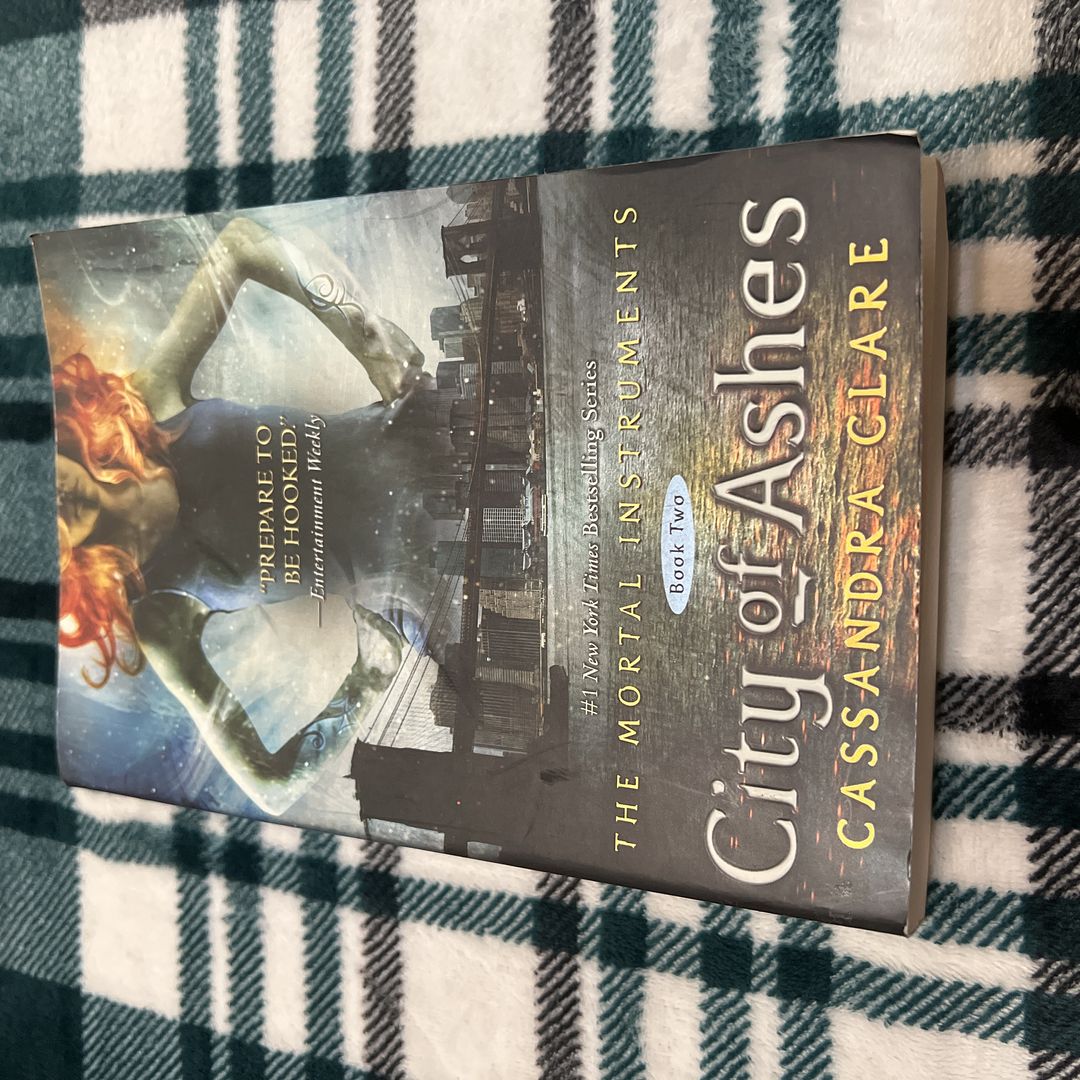 “PREPARE TO
BE HOOKED.”
—Entertainment Weekly
#1 New York Times Bestselling Series
THE MORTAL INSTRUMENTS
Book Two
City of Ashes
CASSANDRA CLARE